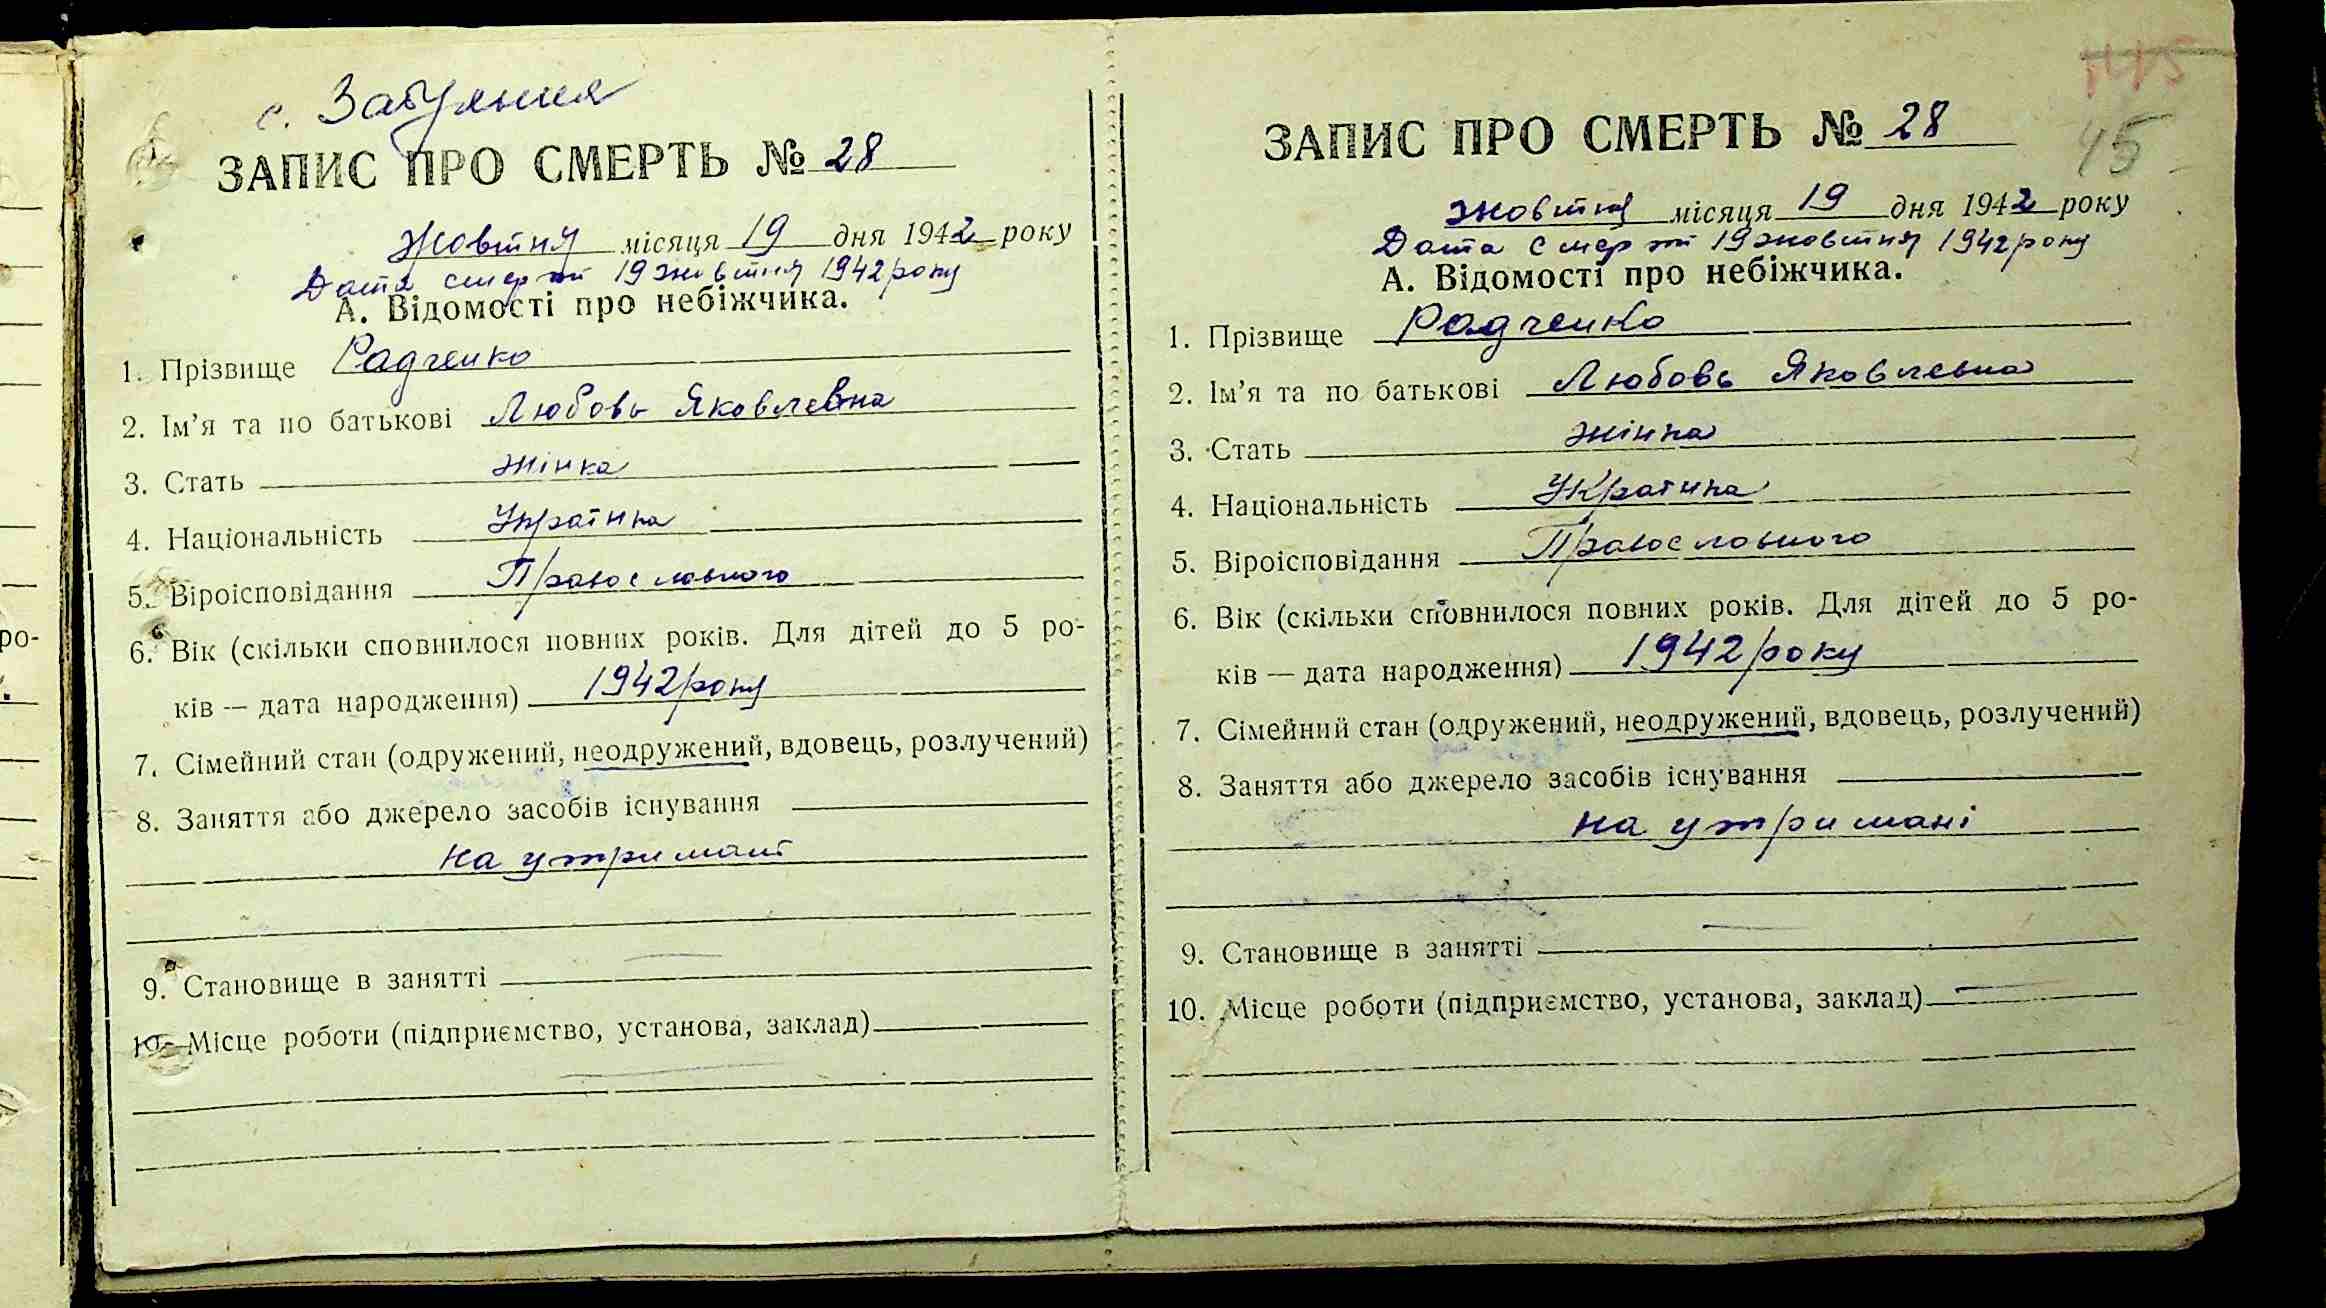 с. Забуяння
ЗАПИС ПРО СМЕРТЬ № 28
Жовтня місяця 19 дня 1942 року
Дата смерти 19 жовтня 1942 року
А. Відомості про небіжчика.
1. Прізвище Радченко
2. Ім’я та по батькові Любовь Яковлевна
3. Стать жінка
4. Національність Українка
5. Віроісповідання Православного
6. Вік (скільки сповнилося повних років. Для дітей до 5 ро-
ків — дата народження) 1942 року
7. Сімейний стан (одружений, неодружений, вдовець, розлучений)
8. Заняття або джерело засобів існування
на утримані
9. Становище в занятті
10. Місце роботи (підприємство, установа, заклад)
45
ЗАПИС ПРО СМЕРТЬ № 28
жовтня місяця 19 дня 1942 року
Дата смерти 19 жовтня 1942 року
А. Відомості про небіжчика.
1. Прізвище Радченко
2. Ім’я та по батькові Любовь Яковлевна
3. Стать жінка
4. Національність Українка
5. Віроісповідання Православного
6. Вік (скільки сповнилося повних років. Для дітей до 5 ро-
ків — дата народження) 1942 року
7. Сімейний стан (одружений, неодружений, вдовець, розлучений)
8. Заняття або джерело засобів існування
на утримані
9. Становище в занятті
10. Місце роботи (підприємство, установа, заклад)
ро-